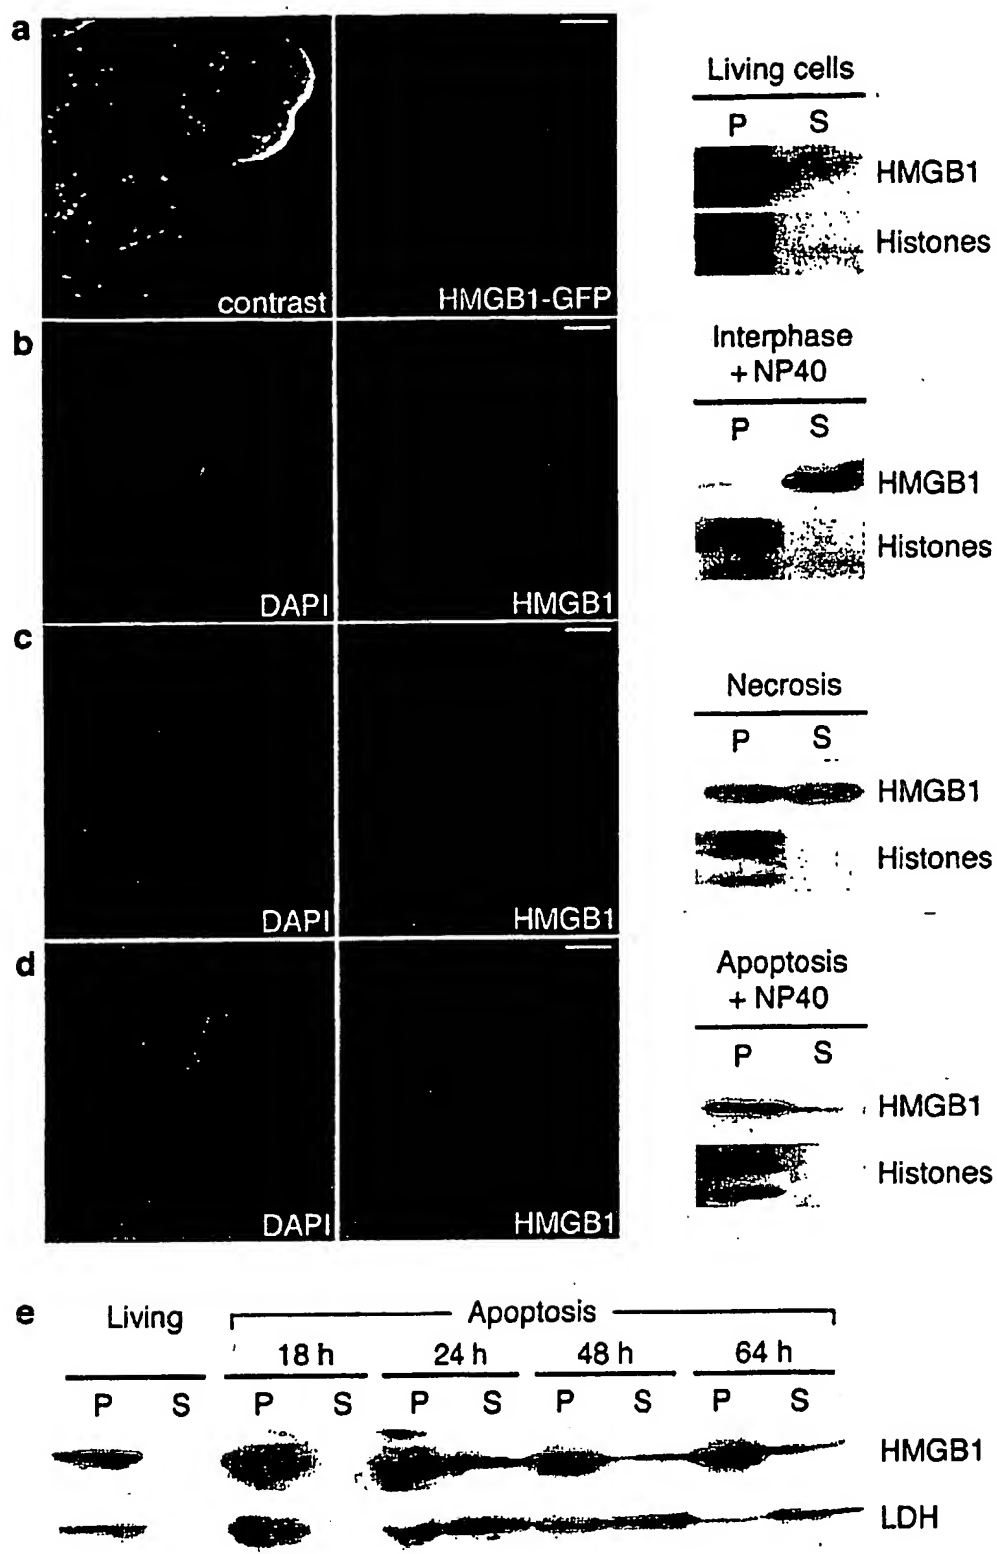 a
contrast
HMGB1-GFP
Living cells
P S
HMGB1
Histones
b
DAPI
HMGB1
Interphase
+ NP40
P S
HMGB1
Histones
c
DAPI
HMGB1
Necrosis
P S
HMGB1
Histones
d
DAPI
HMGB1
Apoptosis
+ NP40
P S
HMGB1
Histones
e
Living Apoptosis
18 h 24 h 48 h 64 h
P S P S P S P S P S
HMGB1
LDH